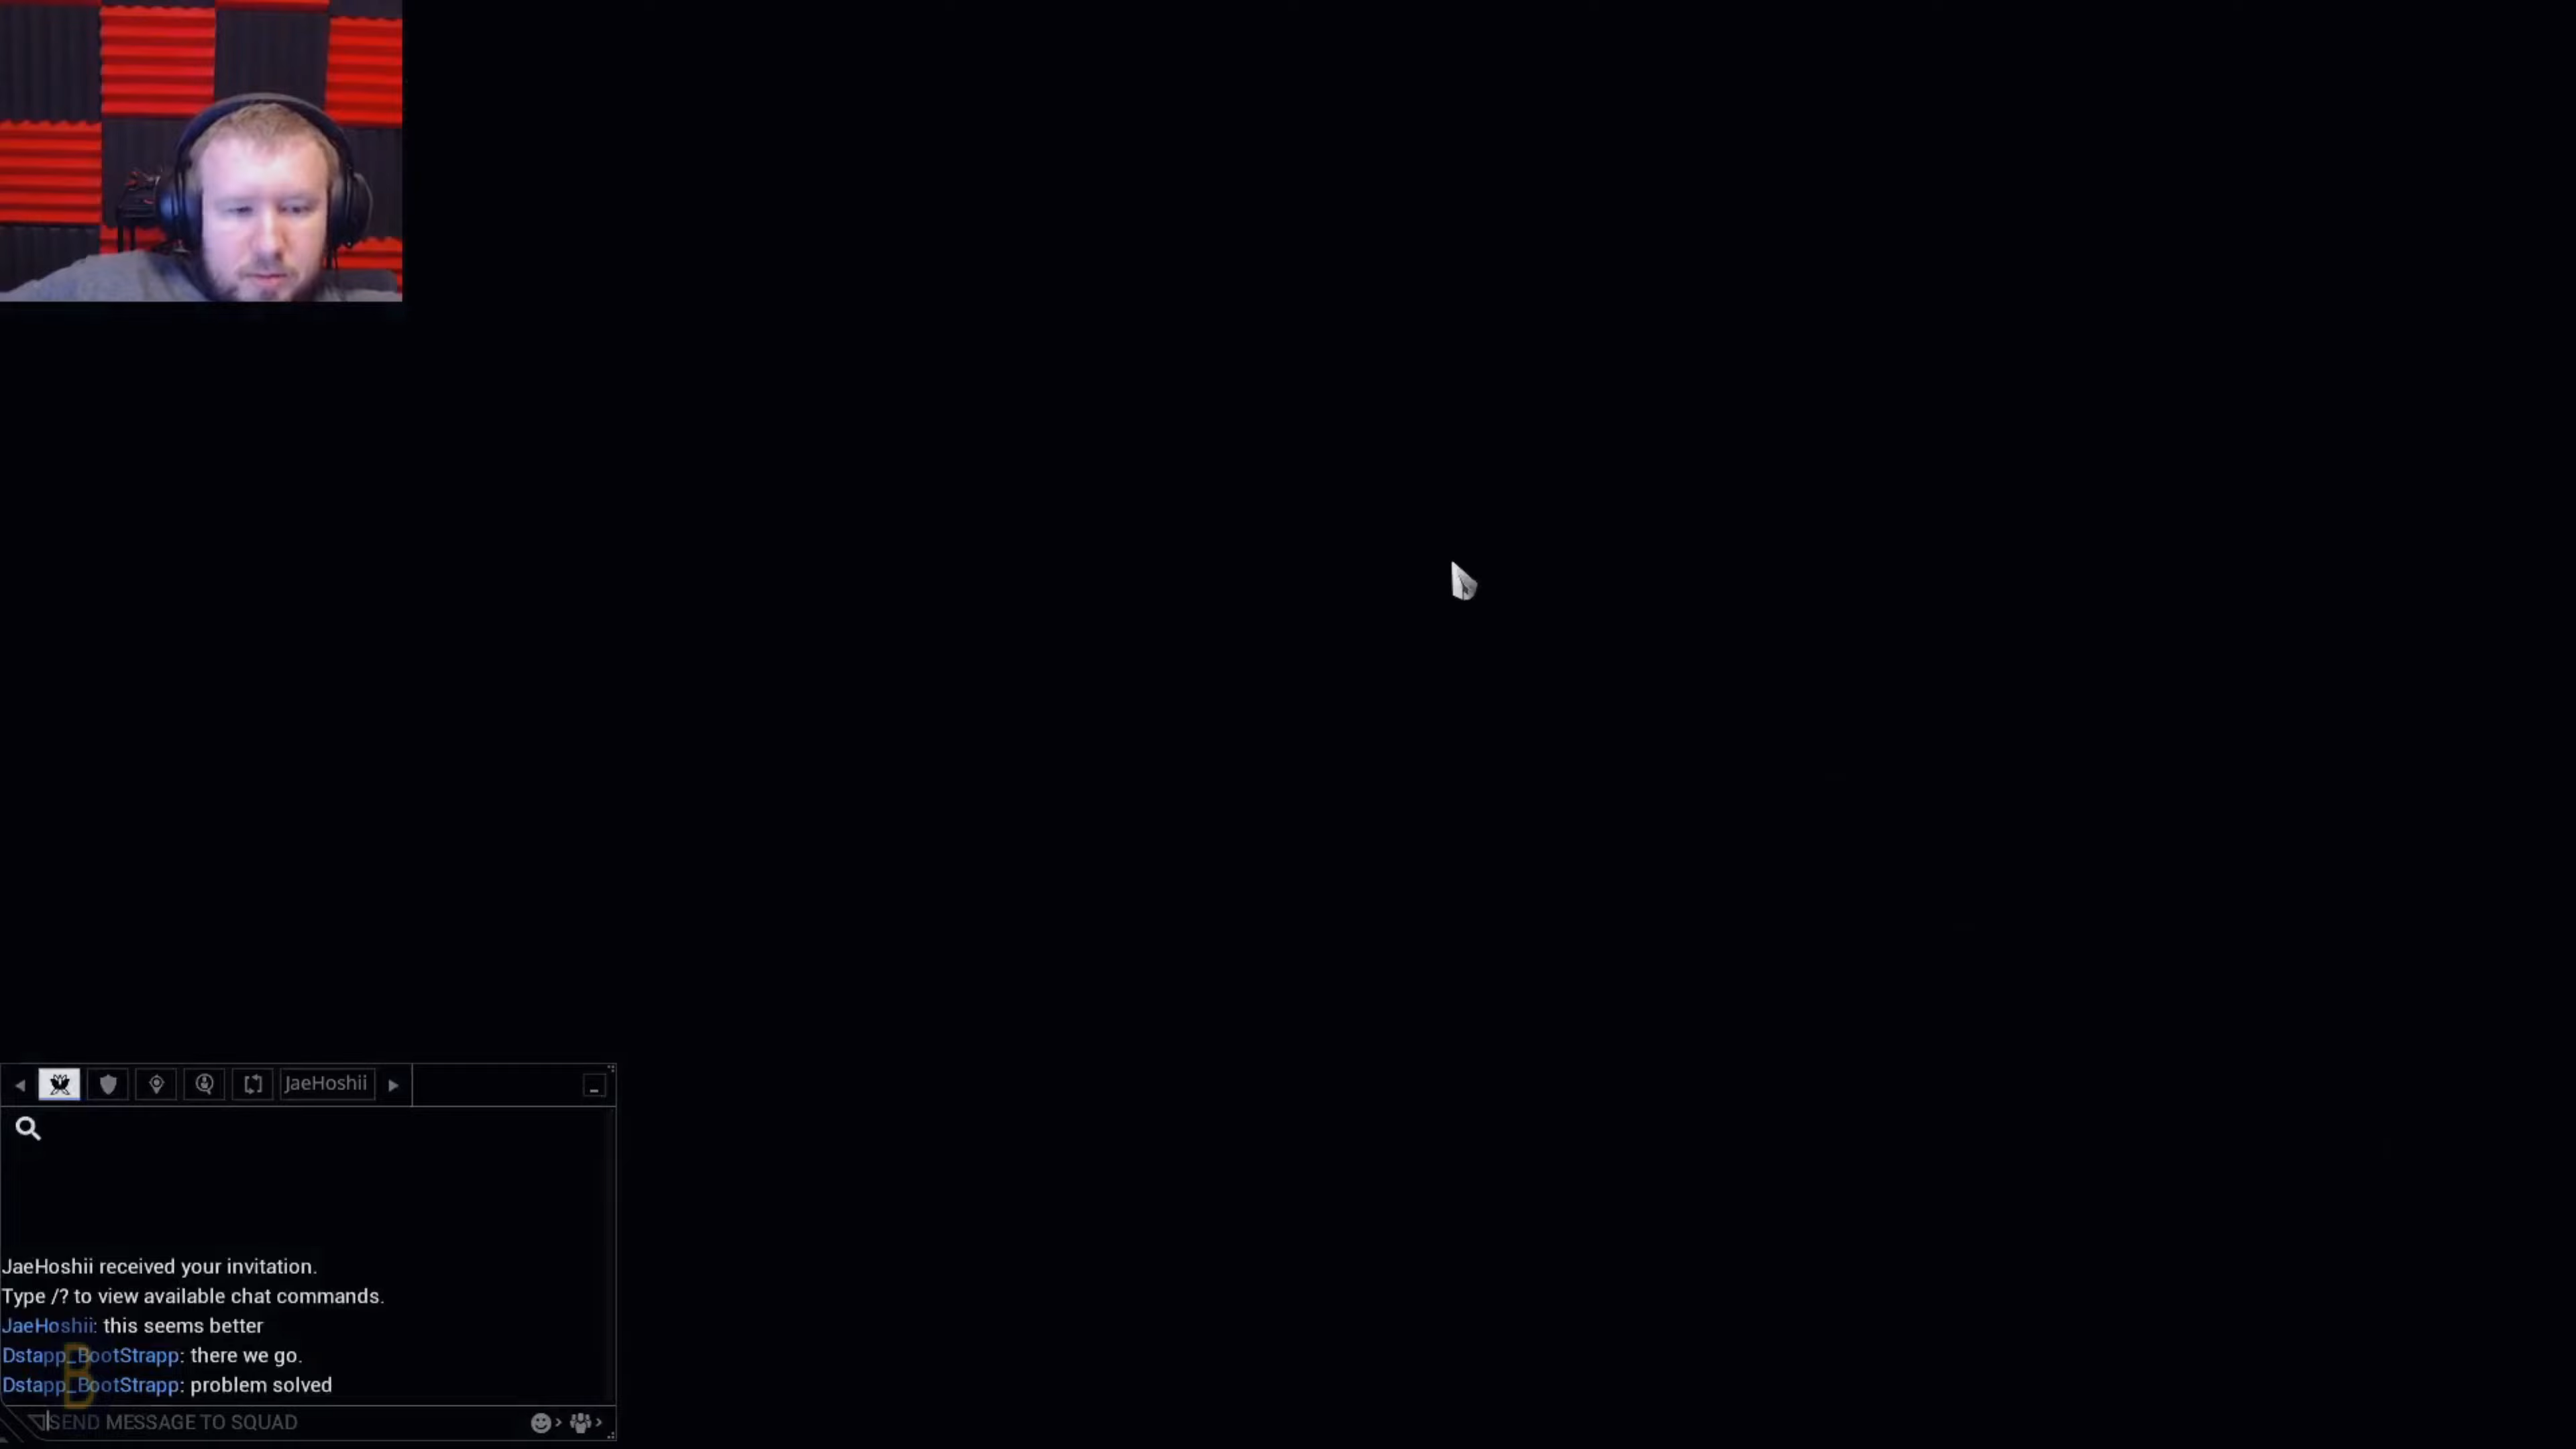 JaeHoshii
JaeHoshii received your invitation.
Type /? to view available chat commands.
JaeHoshii: this seems better
Dstapp_BootStrapp: there we go.
Dstapp_BootStrapp: problem solved
B
SEND MESSAGE TO SQUAD